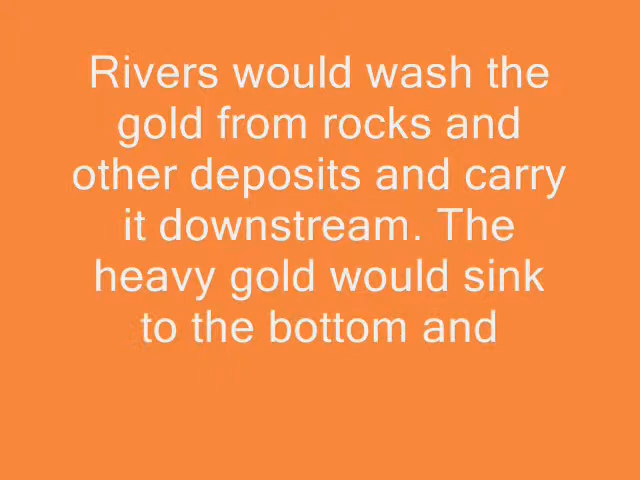 Rivers would wash the
gold from rocks and
other deposits and carry
it downstream. The
heavy gold would sink
to the bottom and